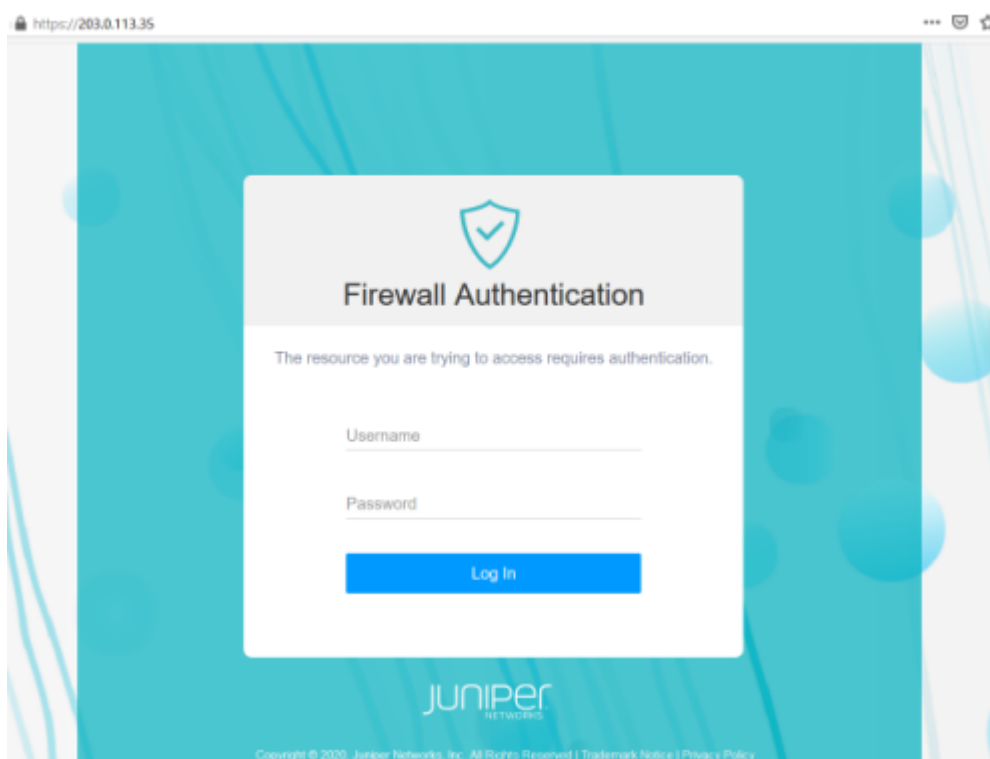 https://203.0.113.35
Firewall Authentication
The resource you are trying to access requires authentication.
Username
Password
Log In
JUNIPER
NETWORKS
Copyright © 2020, Juniper Networks, Inc. All Rights Reserved | Trademark Notice | Privacy Policy